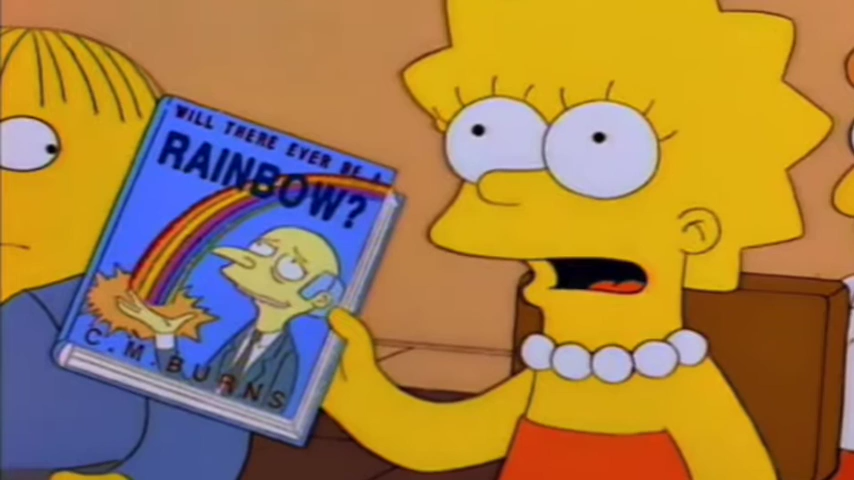 WILL THERE EVER BE A
RAINBOW?
C. M. BURNS